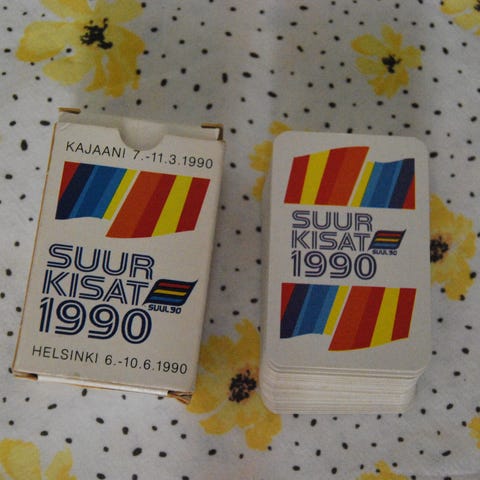 KAJAANI 7.-11.3.1990
SUUR
KISAT
1990
SUUL 90
HELSINKI 6.-10.6.1990
SUUR
KISAT
1990
SUUL 90